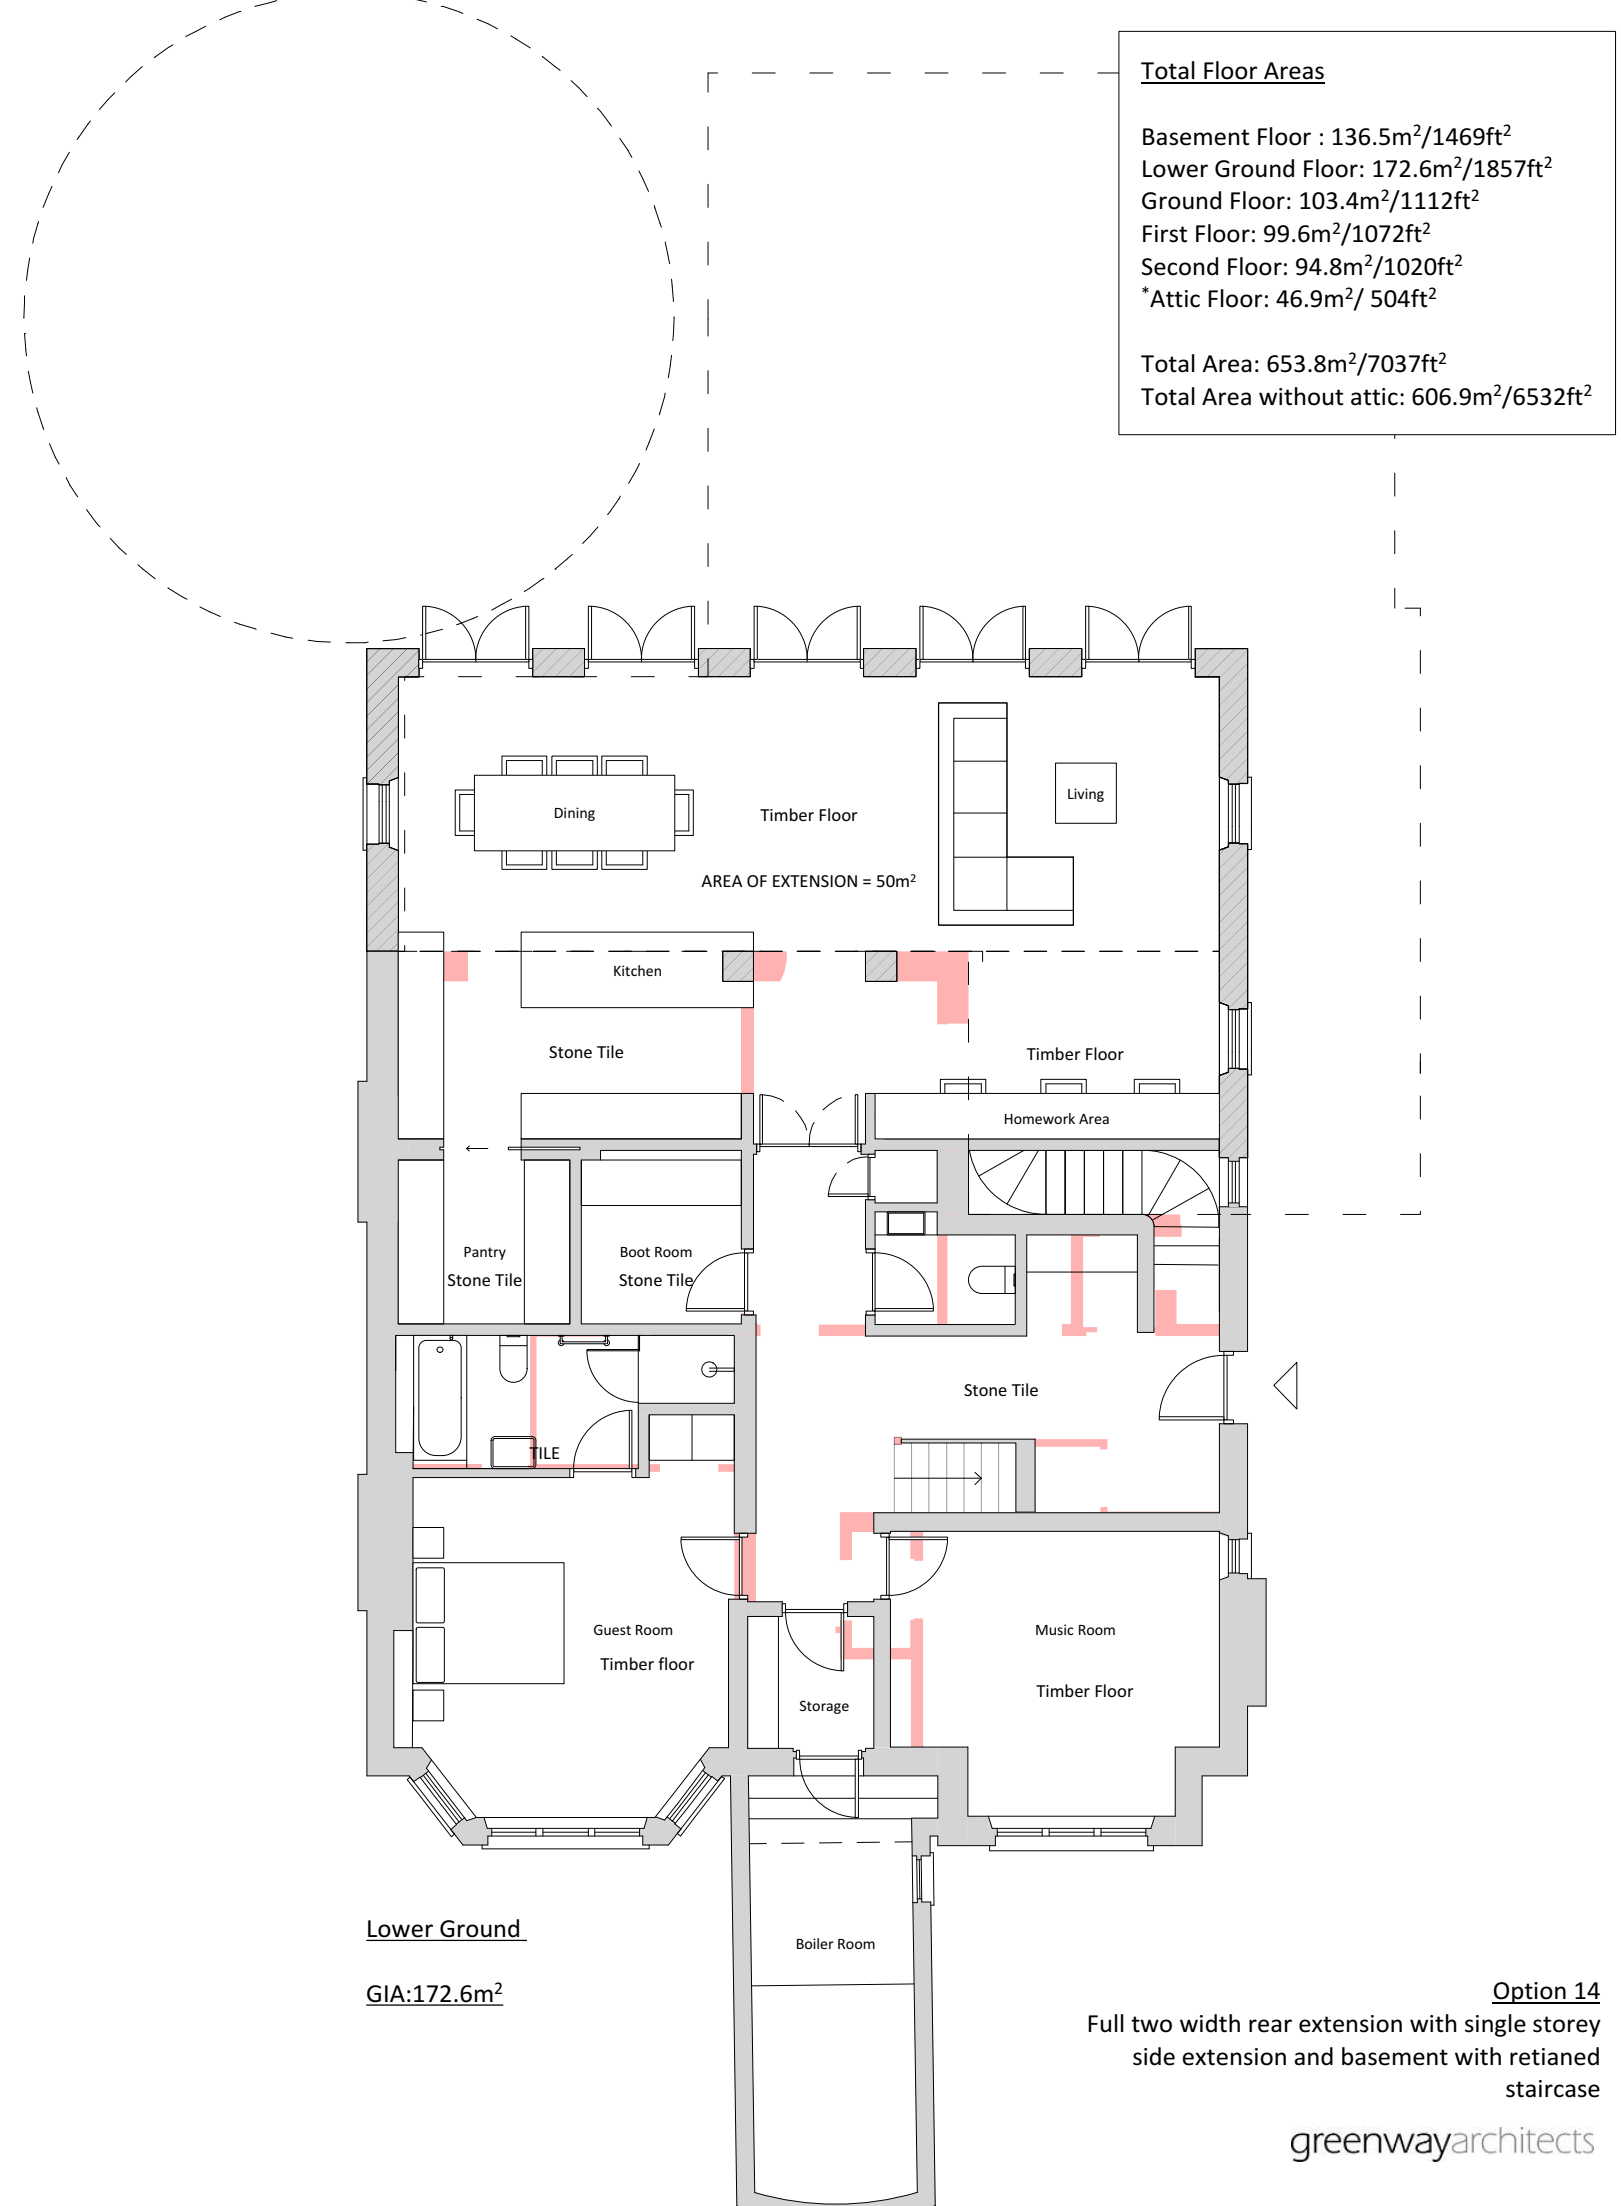 Total Floor Areas
Basement Floor : 136.5m²/1469ft²
Lower Ground Floor: 172.6m²/1857ft²
Ground Floor: 103.4m²/1112ft²
First Floor: 99.6m²/1072ft²
Second Floor: 94.8m²/1020ft²
*Attic Floor: 46.9m²/ 504ft²
Total Area: 653.8m²/7037ft²
Total Area without attic: 606.9m²/6532ft²
Living
Dining
Timber Floor
AREA OF EXTENSION = 50m²
Kitchen
Stone Tile
Timber Floor
Homework Area
Pantry
Stone Tile
Boot Room
Stone Tile
Stone Tile
TILE
Guest Room
Timber floor
Music Room
Timber Floor
Storage
Boiler Room
Lower Ground
GIA:172.6m²
Option 14
Full two width rear extension with single storey
side extension and basement with retianed
staircase
greenwayarchitects